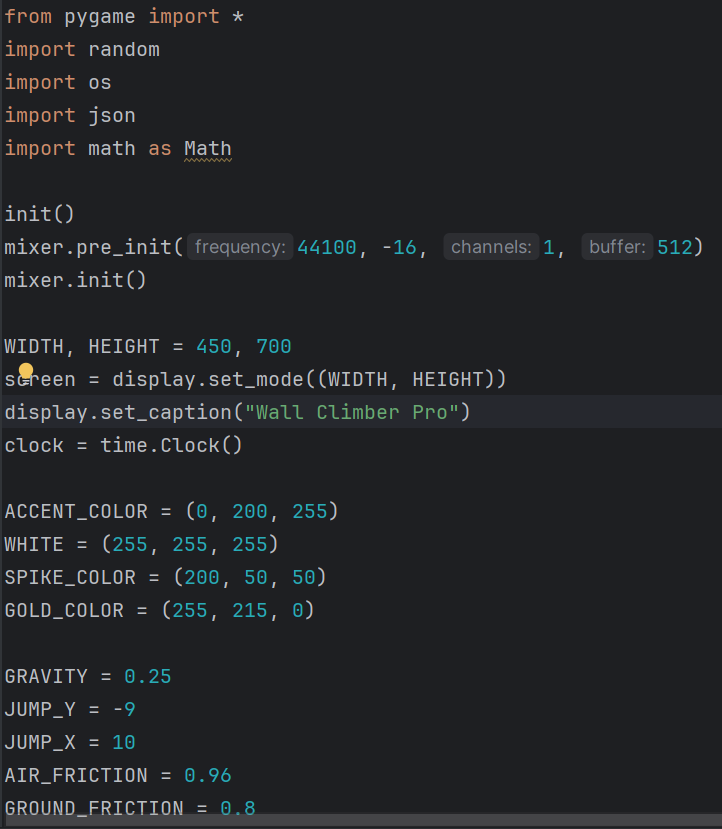 from pygame import *
import random
import os
import json
import math as Math
init()
mixer.pre_init( frequency: 44100, -16, channels: 1, buffer: 512)
mixer.init()
WIDTH, HEIGHT = 450, 700
screen = display.set_mode((WIDTH, HEIGHT))
display.set_caption("Wall Climber Pro")
clock = time.Clock()
ACCENT_COLOR = (0, 200, 255)
WHITE = (255, 255, 255)
SPIKE_COLOR = (200, 50, 50)
GOLD_COLOR = (255, 215, 0)
GRAVITY = 0.25
JUMP_Y = -9
JUMP_X = 10
AIR_FRICTION = 0.96
GROUND_FRICTION = 0.8